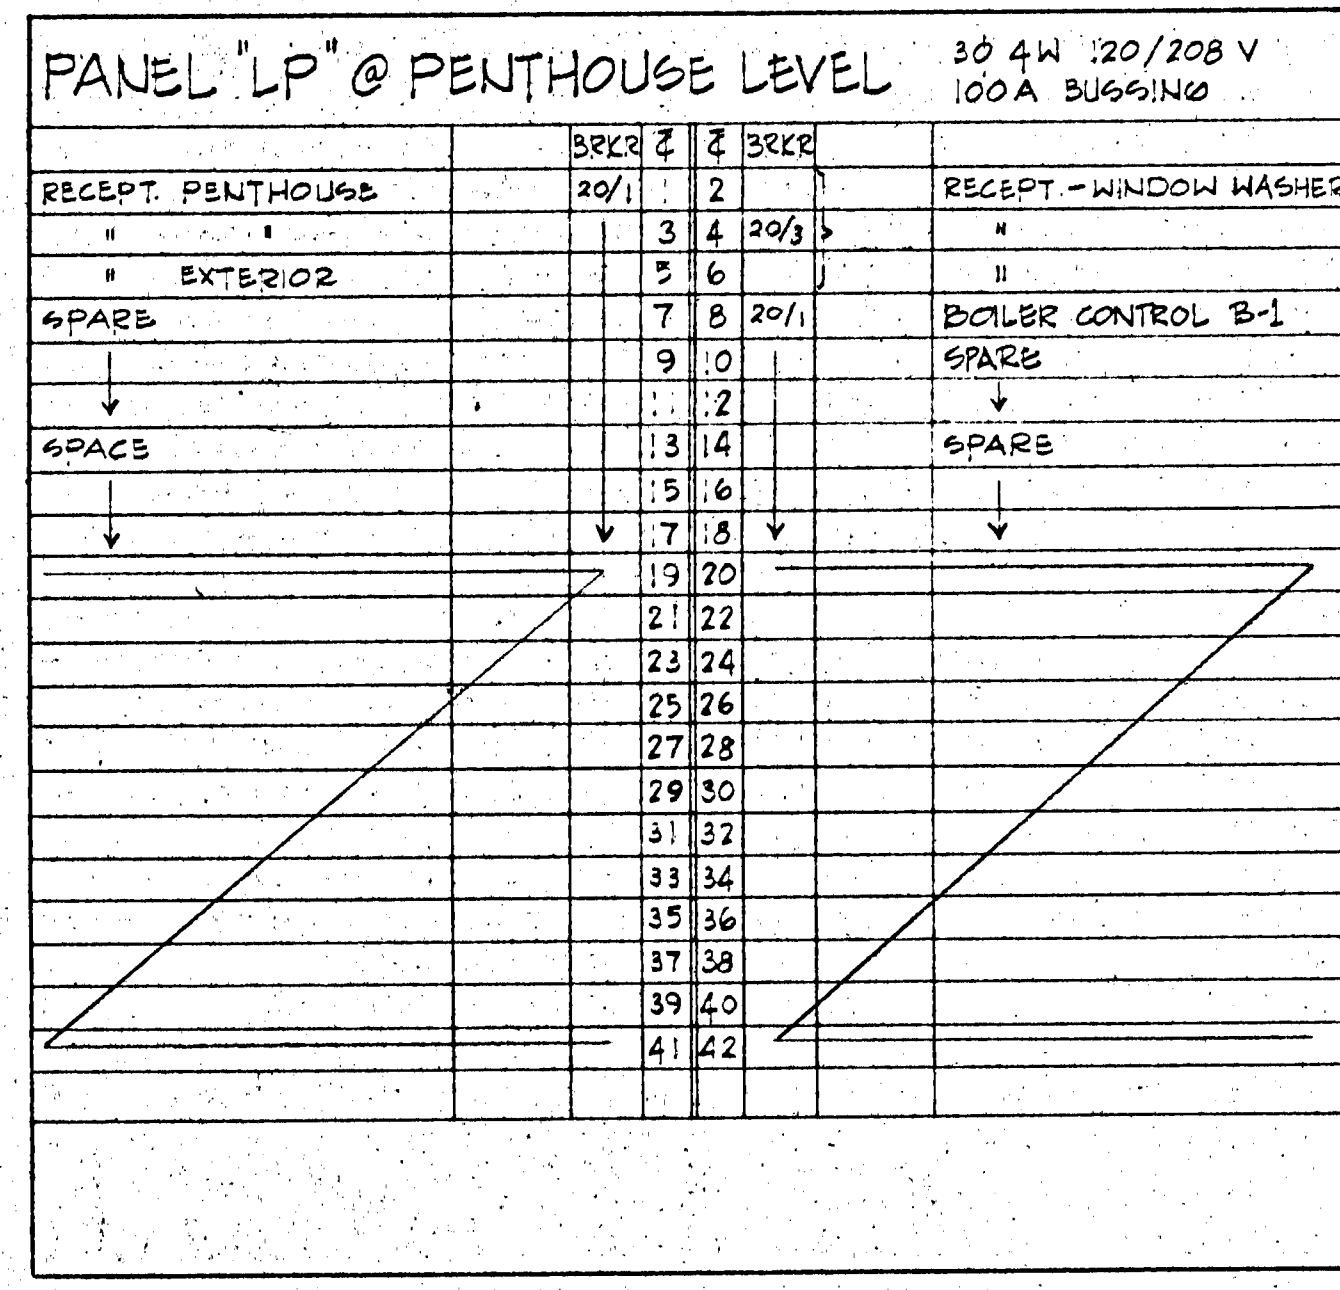 PANEL "LP" @ PENTHOUSE LEVEL
3Ø 4W 120/208 V
100A BUSSING
BRKR ₵ ₵ BRKR
RECEPT. PENTHOUSE 20/1 1 2 RECEPT. - WINDOW WASHER
" " 3 4 20/3 "
" EXTERIOR 5 6 "
SPARE 7 8 20/1 BOILER CONTROL B-1
9 10 SPARE
11 12
SPACE 13 14 SPARE
15 16
17 18
19 20
21 22
23 24
25 26
27 28
29 30
31 32
33 34
35 36
37 38
39 40
41 42